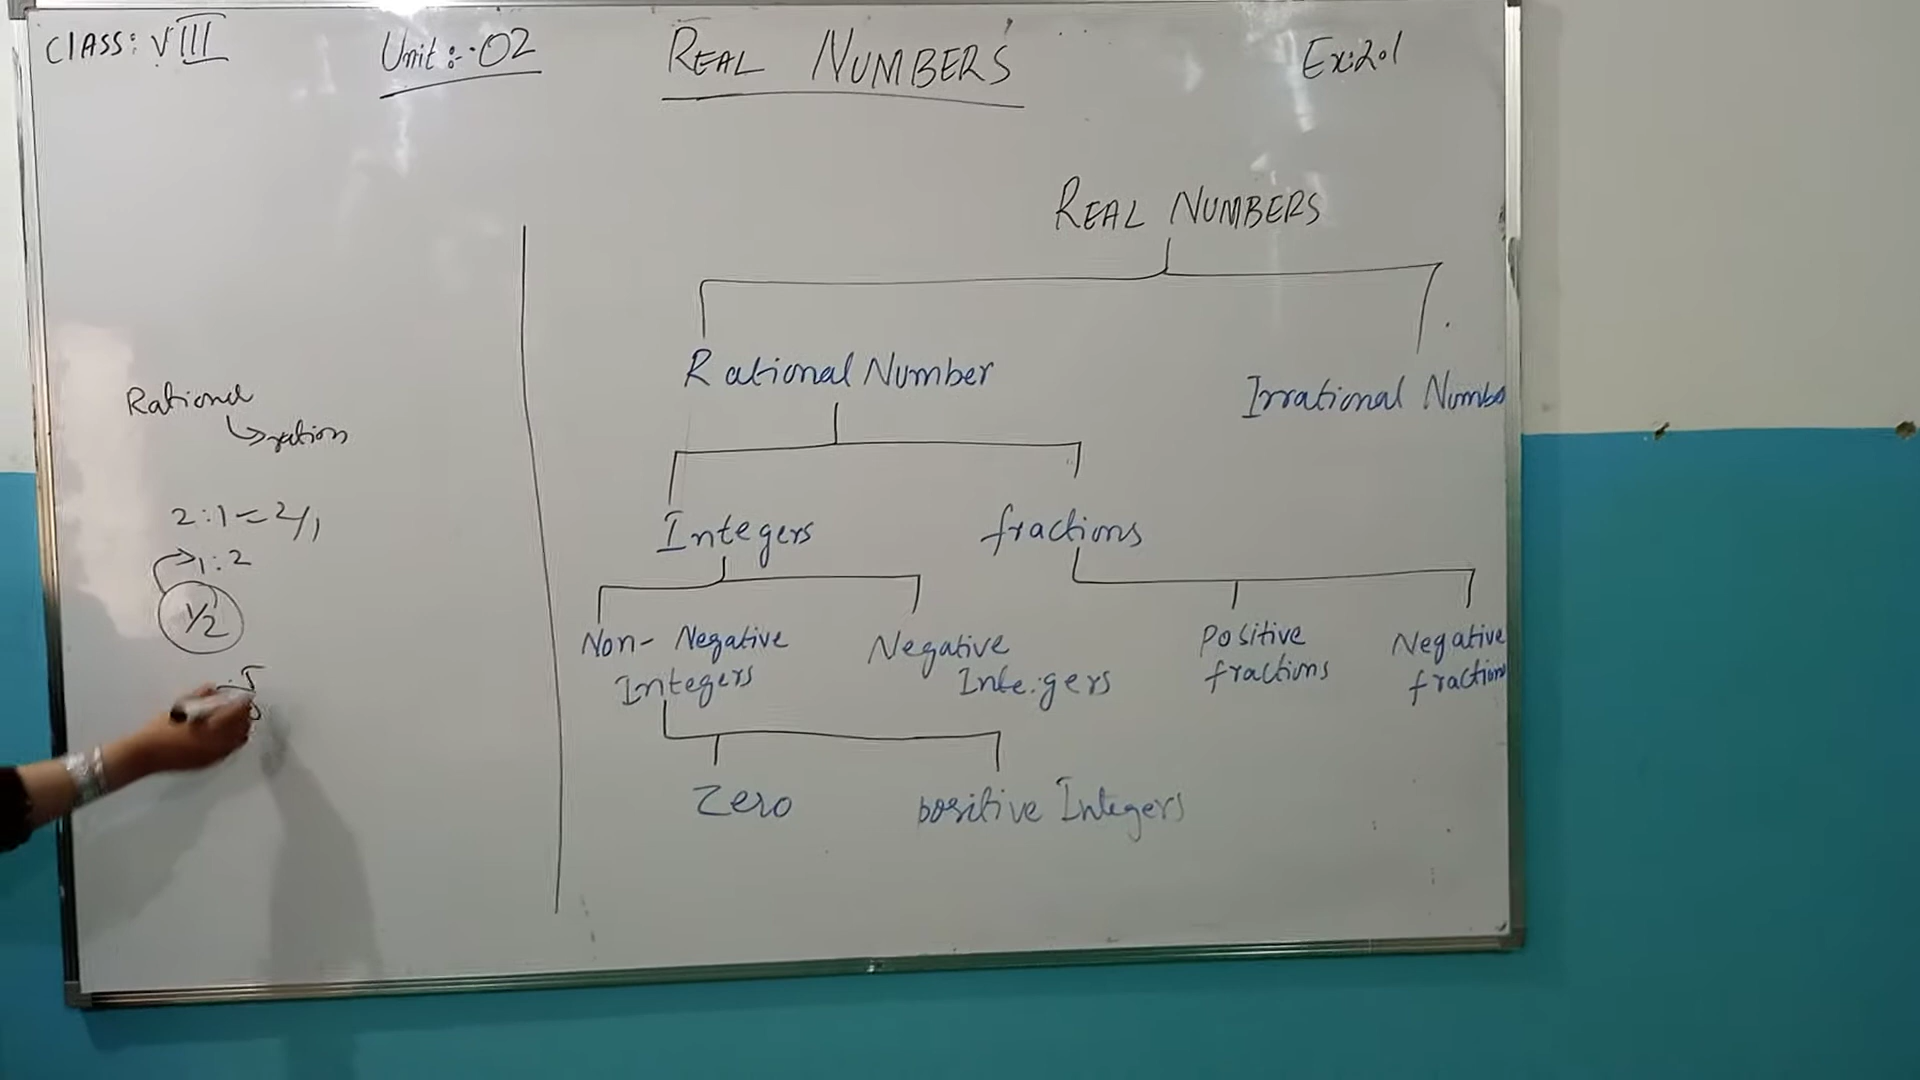 CLASS: VIII
Unit:- 02
REAL NUMBERS
Ex:2.1
REAL NUMBERS
Rational Number
Irrational Numbe
Integers
fractions
Non-Negative
Integers
Negative
Integers
Positive
fractions
Negative
fractions
Zero
positive Integers
Rational
ration
2:1=2/1
1:2
1/2